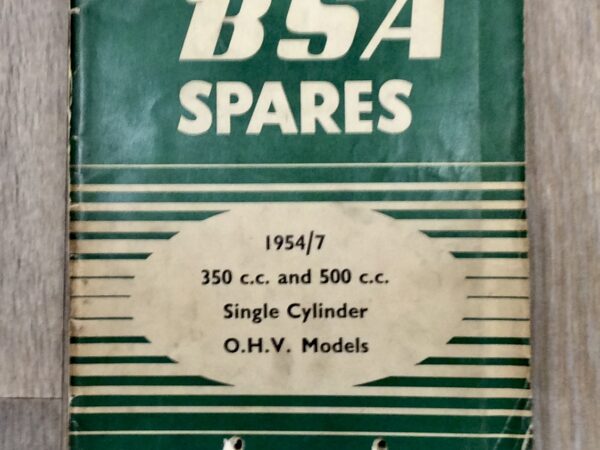 BSA
SPARES
1954/7
350 c.c. and 500 c.c.
Single Cylinder
O.H.V. Models